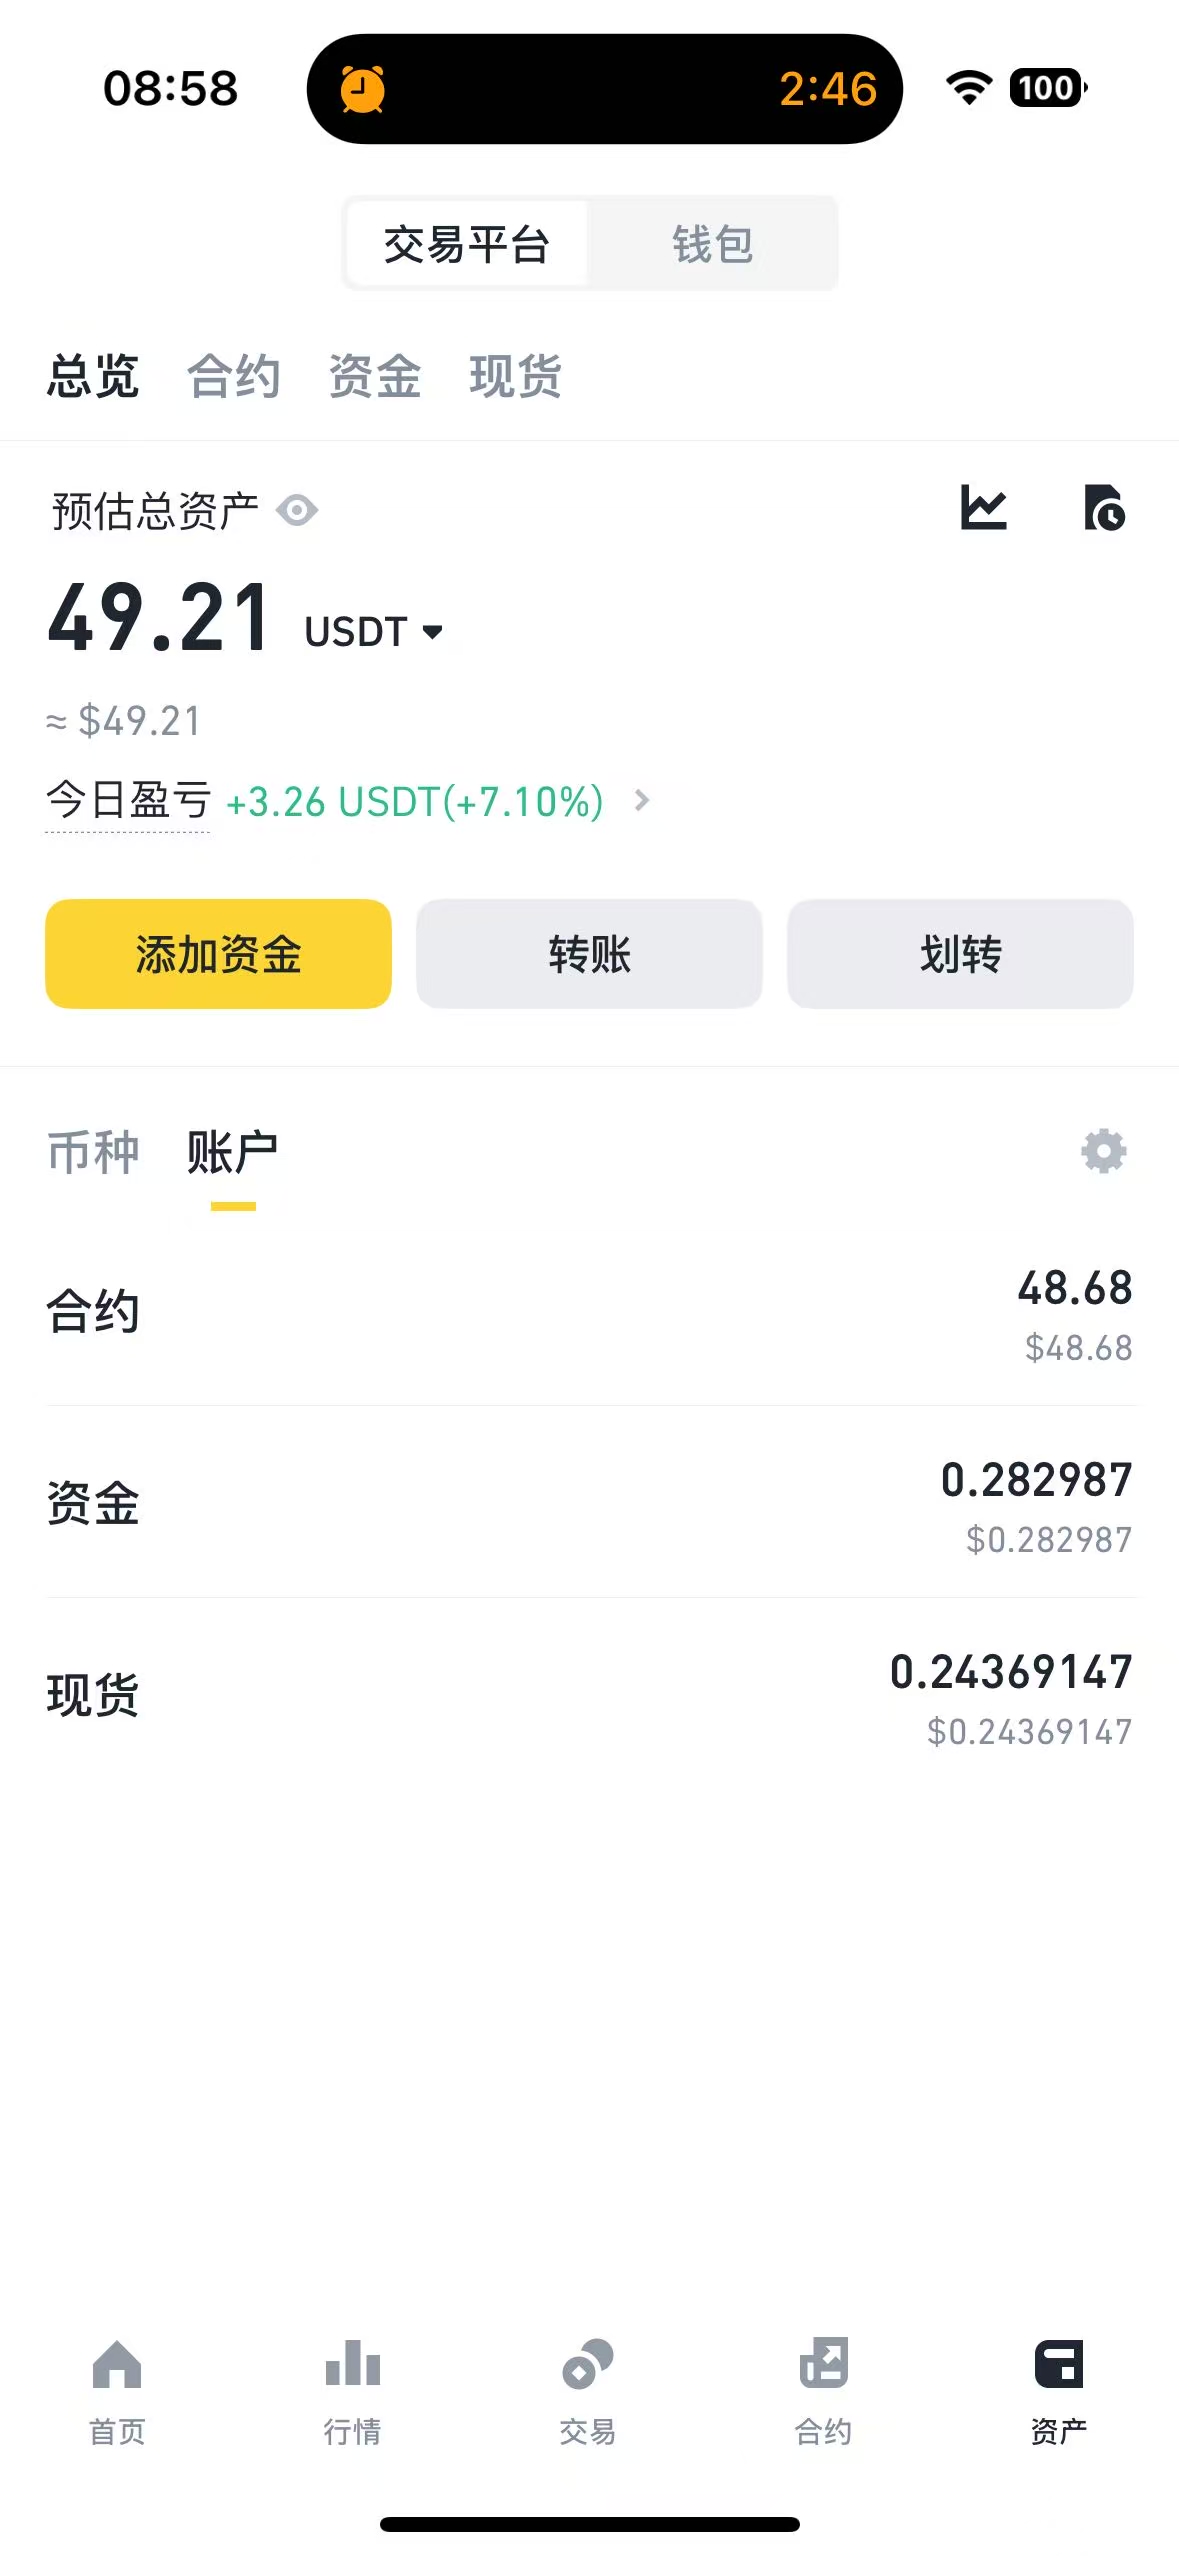 08:58 2:46 100
交易平台 钱包
总览 合约 资金 现货
预估总资产
49.21 USDT
≈ $49.21
今日盈亏 +3.26 USDT(+7.10%)
添加资金 转账 划转
币种 账户
合约 48.68
$48.68
资金 0.282987
$0.282987
现货 0.24369147
$0.24369147
首页 行情 交易 合约 资产